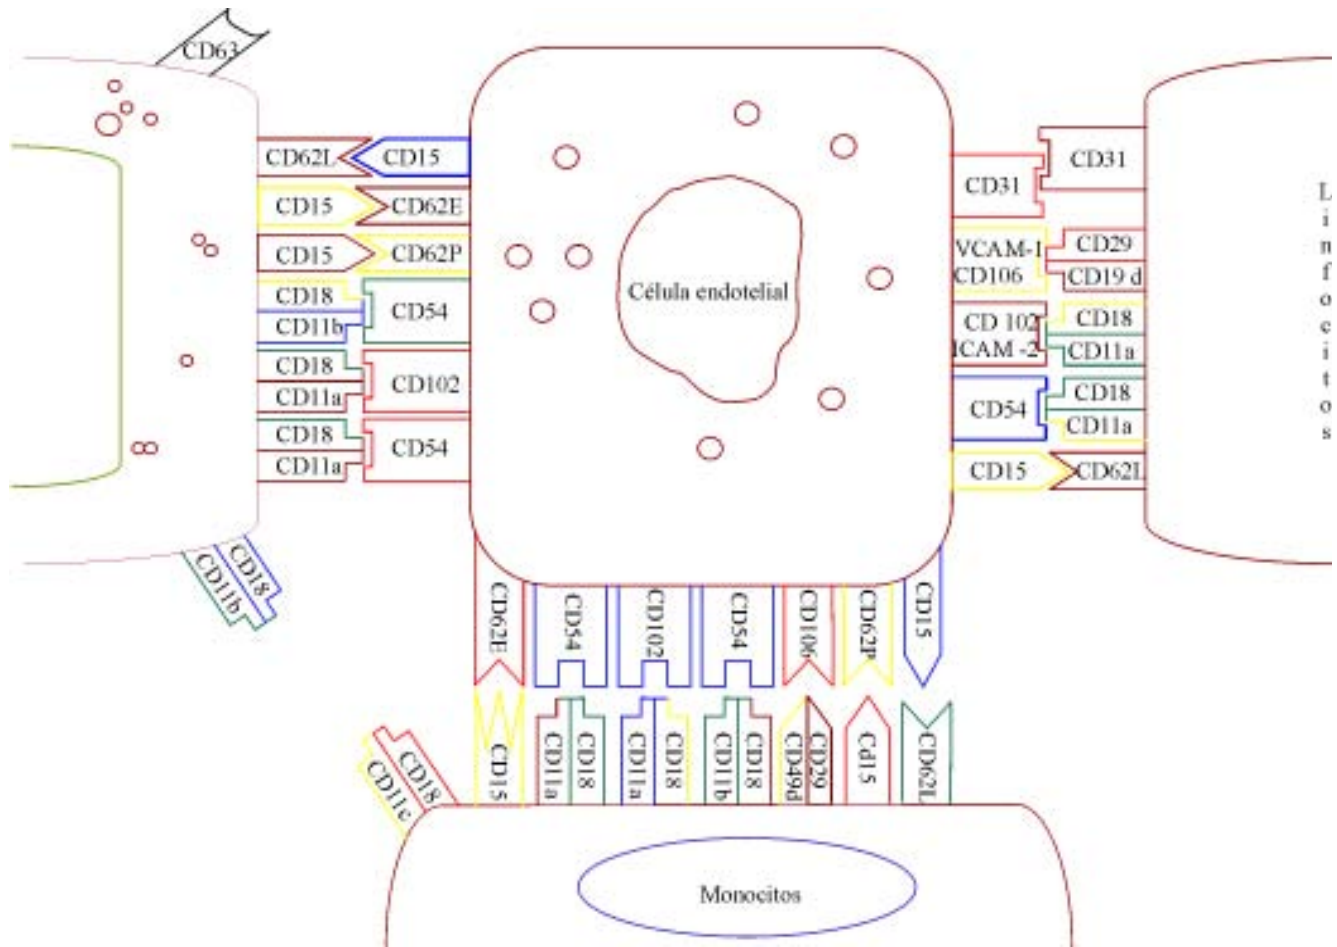 CD63
CD62L CD15
CD15 CD62E
CD15 CD62P
CD18
CD11b
CD54
CD18
CD11a
CD102
CD18
CD11a
CD54
CD18
CD11b
Célula endotelial
CD31 CD31
VCAM-1
CD106
CD29
CD19 d
CD 102
ICAM -2
CD18
CD11a
CD54
CD18
CD11a
CD15 CD62L
Linfocitos
CD62E CD54 CD102 CD54 CD106 CD62P CD15
CD15 CD11a CD18 CD11a CD18 CD11b CD18 CD49d CD29 Cd15 CD62L
CD18
CD11c
Monocitos